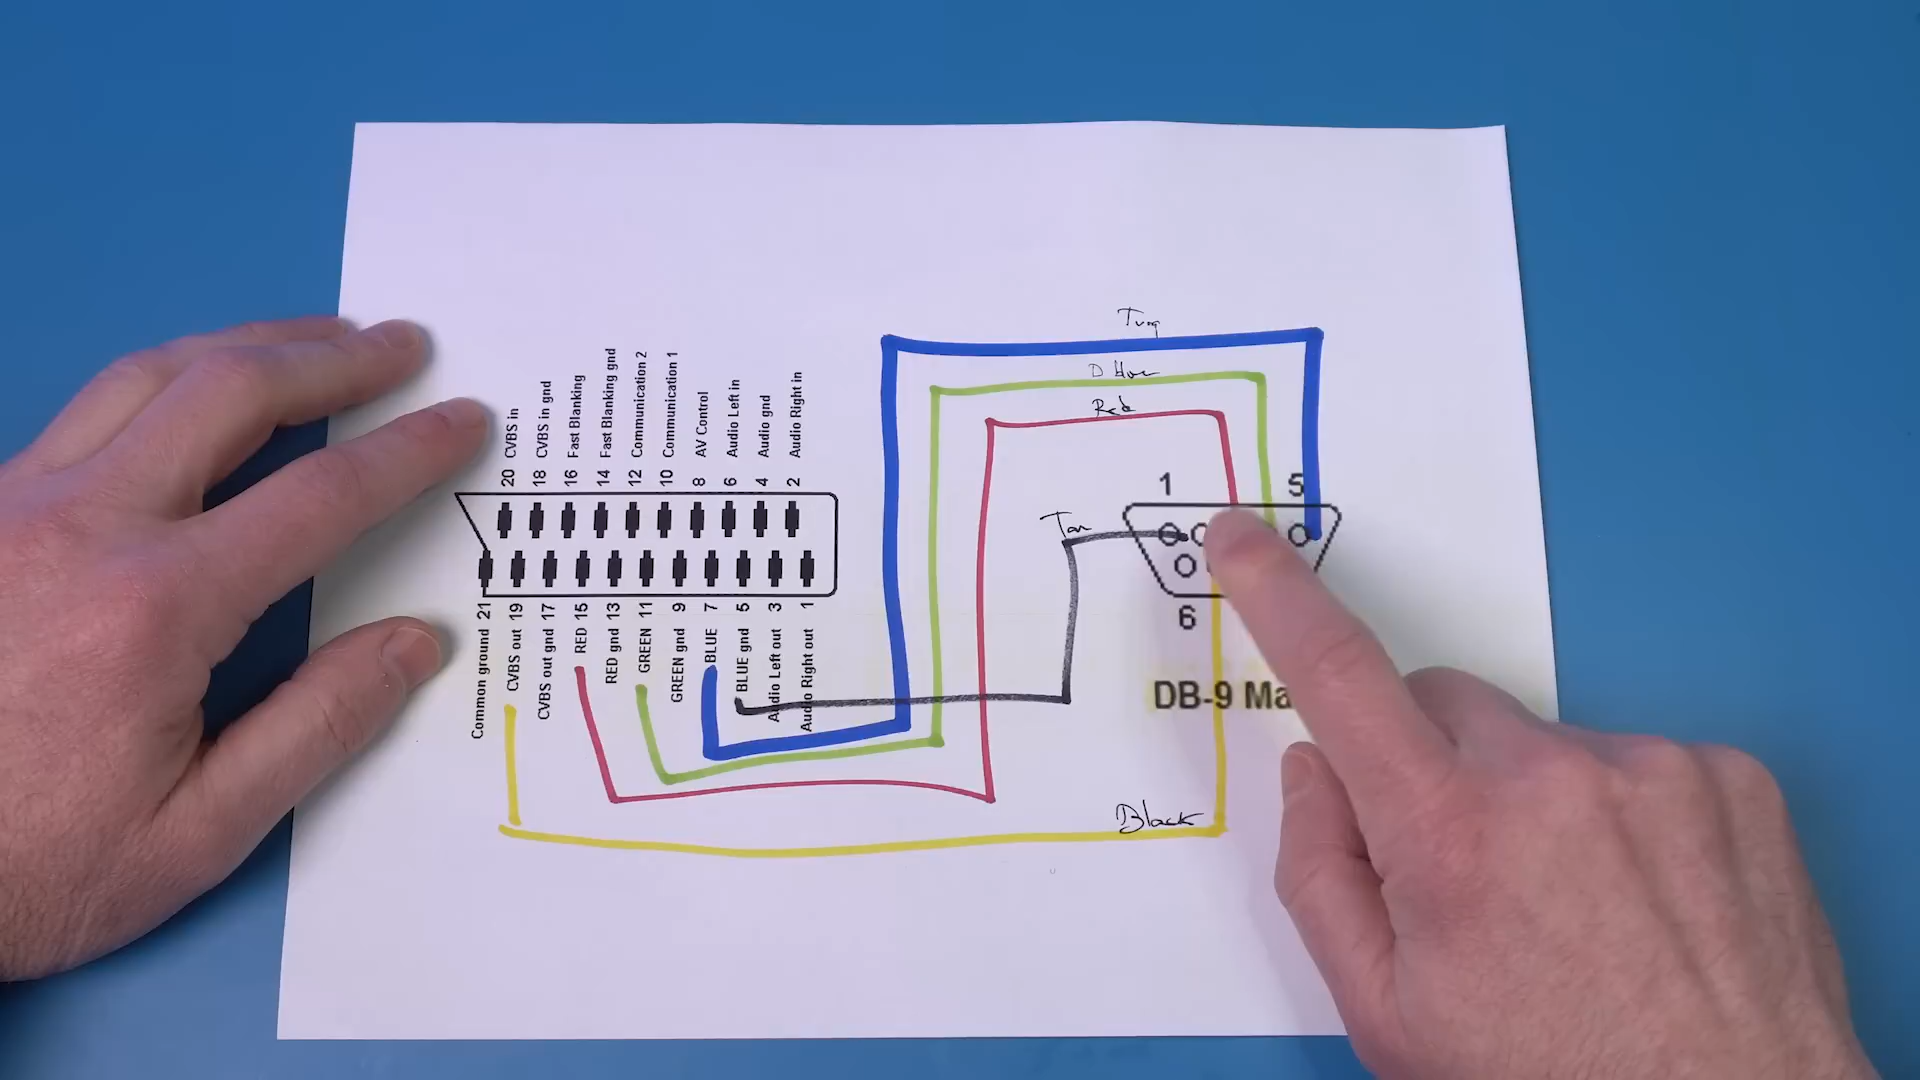 20 CVBS in
18 CVBS in gnd
16 Fast Blanking
14 Fast Blanking gnd
12 Communication 2
10 Communication 1
8 AV Control
6 Audio Left in
4 Audio gnd
2 Audio Right in
Common ground 21
CVBS out 19
CVBS out gnd 17
RED 15
RED gnd 13
GREEN 11
GREEN gnd 9
BLUE 7
BLUE gnd 5
Audio Left out 3
Audio Right out 1
Red
Tan
1
5
6
DB-9 Ma
Black